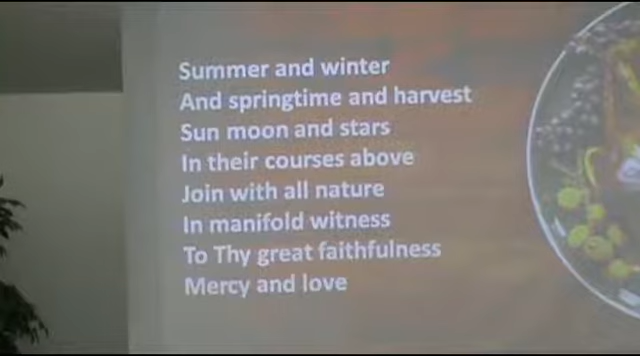 Summer and winter
And springtime and harvest
Sun moon and stars
In their courses above
Join with all nature
In manifold witness
To Thy great faithfulness
Mercy and love